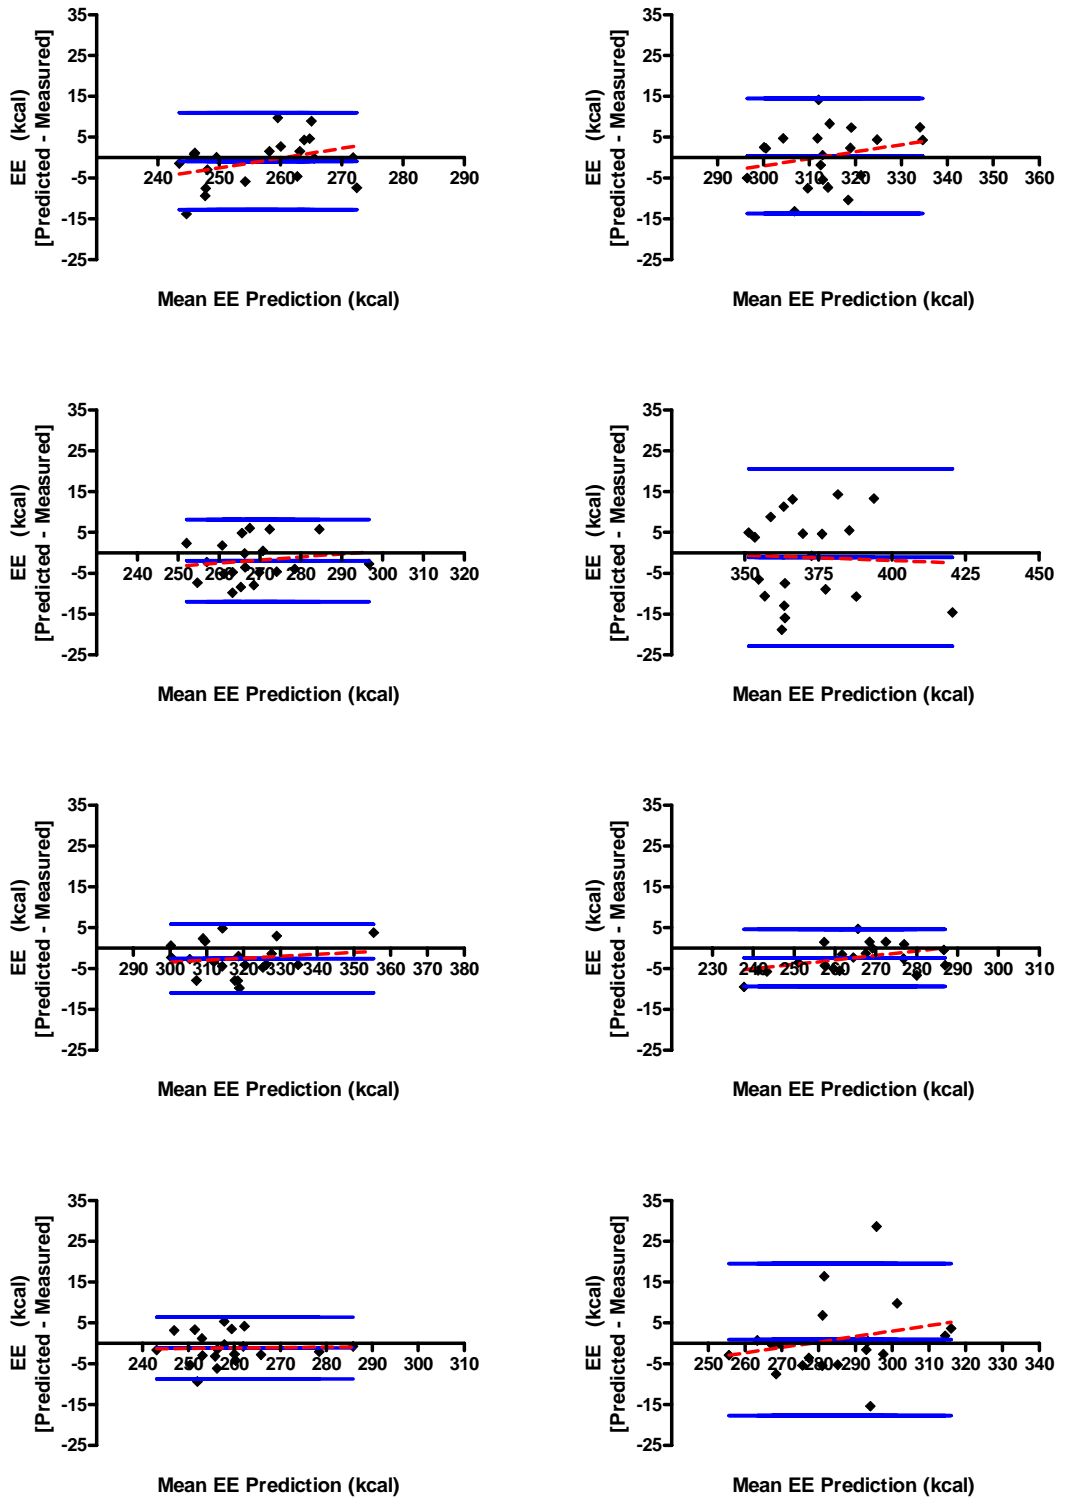 35
25
15
5
-5
-15
-25
EE (kcal)
[Predicted - Measured]
240 250 260 270 280 290
Mean EE Prediction (kcal)
35
25
15
5
-5
-15
-25
EE (kcal)
[Predicted - Measured]
290 300 310 320 330 340 350 360
Mean EE Prediction (kcal)
35
25
15
5
-5
-15
-25
EE (kcal)
[Predicted - Measured]
240 250 260 270 280 290 300 310 320
Mean EE Prediction (kcal)
35
25
15
5
-5
-15
-25
EE (kcal)
[Predicted - Measured]
350 375 400 425 450
Mean EE Prediction (kcal)
35
25
15
5
-5
-15
-25
EE (kcal)
[Predicted - Measured]
290 300 310 320 330 340 350 360 370 380
Mean EE Prediction (kcal)
35
25
15
5
-5
-15
-25
EE (kcal)
[Predicted - Measured]
230 240 250 260 270 280 290 300 310
Mean EE Prediction (kcal)
35
25
15
5
-5
-15
-25
EE (kcal)
[Predicted - Measured]
240 250 260 270 280 290 300 310
Mean EE Prediction (kcal)
35
25
15
5
-5
-15
-25
EE (kcal)
[Predicted - Measured]
250 260 270 280 290 300 310 320 330 340
Mean EE Prediction (kcal)